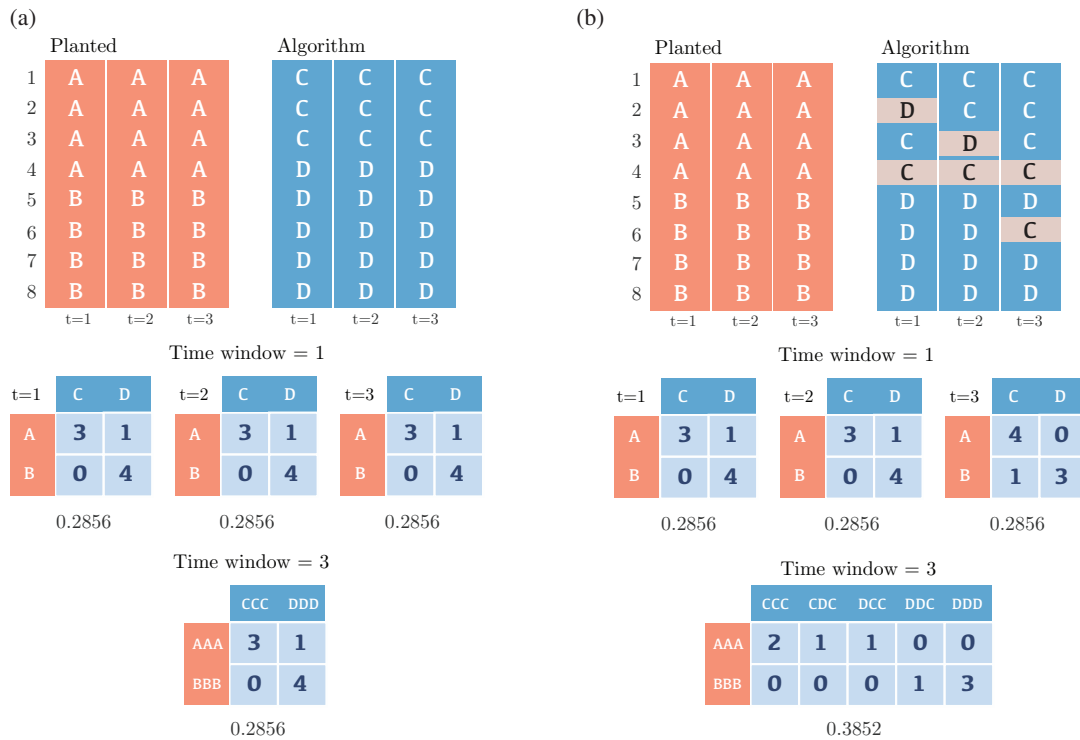 (a)
Planted Algorithm
1 A A A C C C
2 A A A C C C
3 A A A C C C
4 A A A D D D
5 B B B D D D
6 B B B D D D
7 B B B D D D
8 B B B D D D
t=1 t=2 t=3 t=1 t=2 t=3
Time window = 1
t=1 C D t=2 C D t=3 C D
A 3 1 A 3 1 A 3 1
B 0 4 B 0 4 B 0 4
0.2856 0.2856 0.2856
Time window = 3
CCC DDD
AAA 3 1
BBB 0 4
0.2856
(b)
Planted Algorithm
1 A A A C C C
2 A A A D C C
3 A A A C D C
4 A A A C C C
5 B B B D D D
6 B B B D D C
7 B B B D D D
8 B B B D D D
t=1 t=2 t=3 t=1 t=2 t=3
Time window = 1
t=1 C D t=2 C D t=3 C D
A 3 1 A 3 1 A 4 0
B 0 4 B 0 4 B 1 3
0.2856 0.2856 0.2856
Time window = 3
CCC CDC DCC DDC DDD
AAA 2 1 1 0 0
BBB 0 0 0 1 3
0.3852